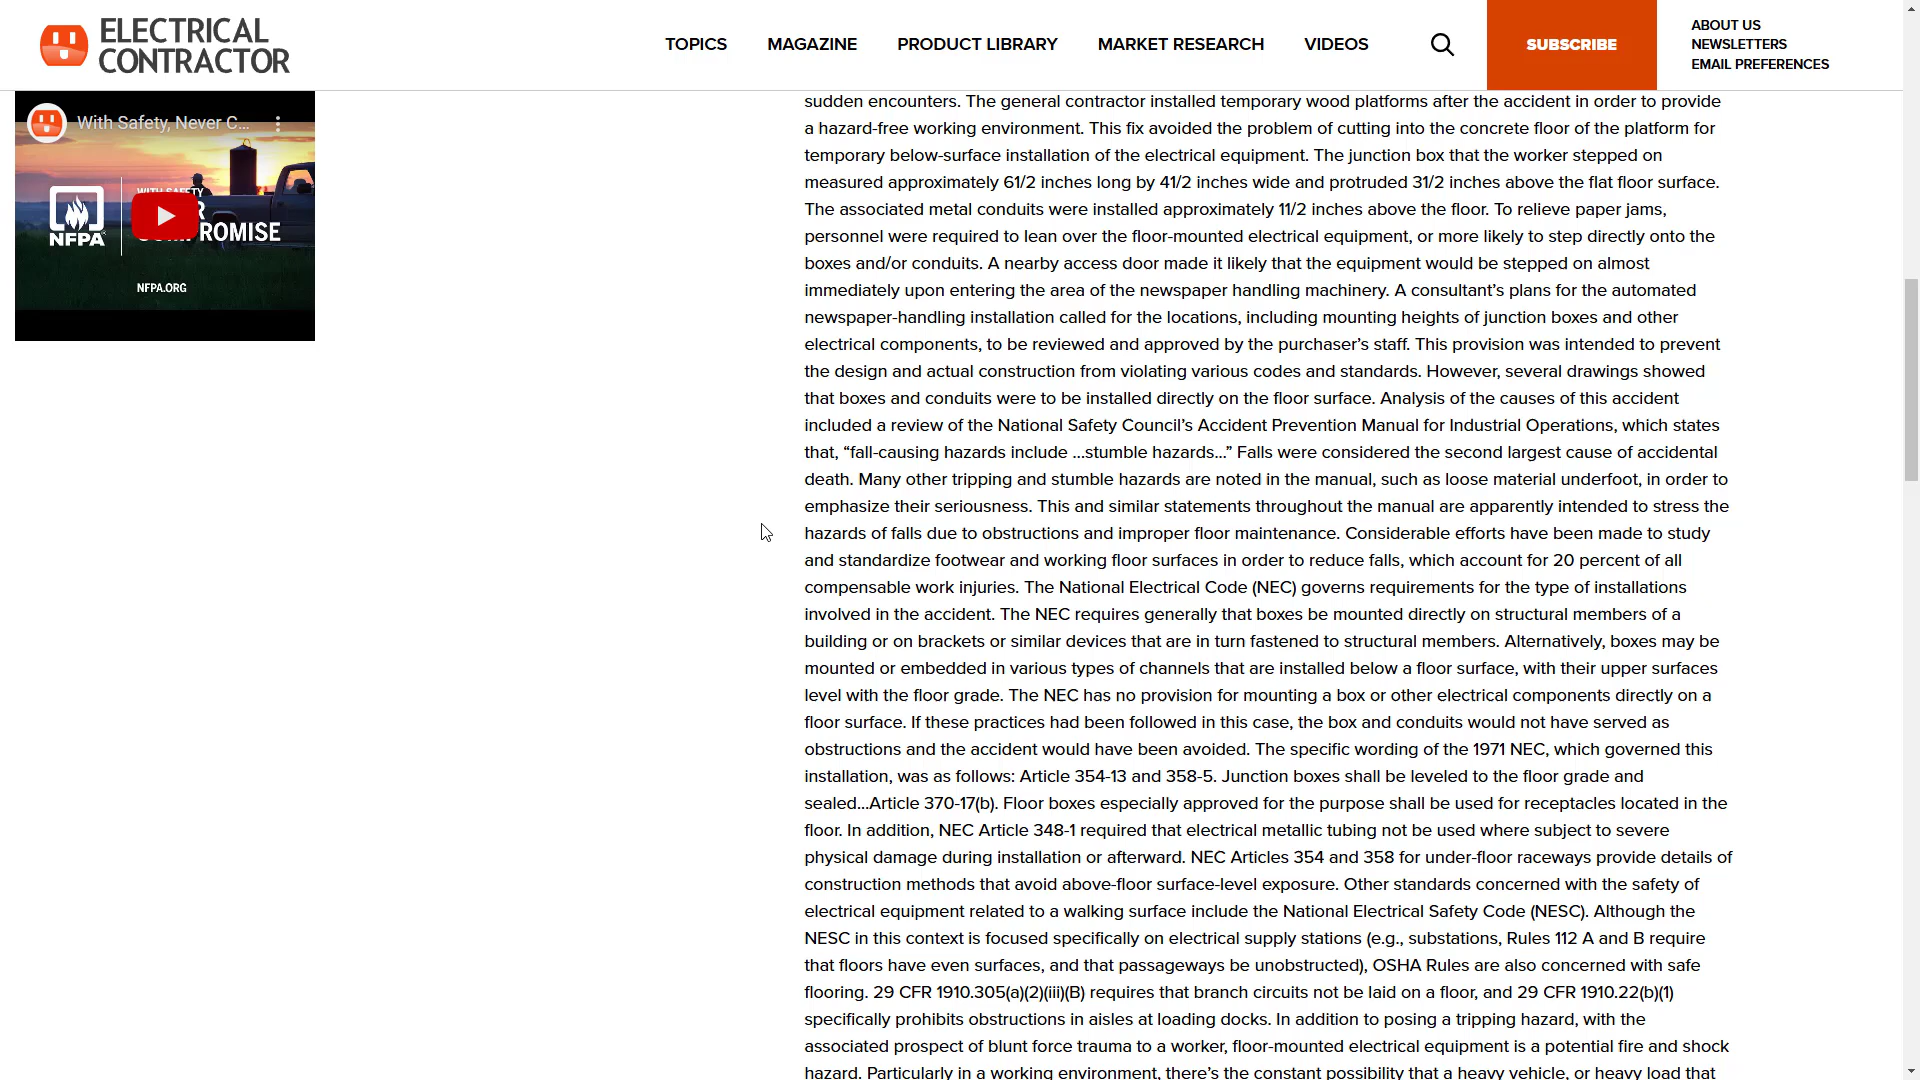 ELECTRICAL
CONTRACTOR
TOPICS
MAGAZINE
PRODUCT LIBRARY
MARKET RESEARCH
VIDEOS
SUBSCRIBE
ABOUT US
NEWSLETTERS
EMAIL PREFERENCES
With Safety, Never C...
WITH SAFETY
NFPA
NFPA.ORG
sudden encounters. The general contractor installed temporary wood platforms after the accident in order to provide
a hazard-free working environment. This fix avoided the problem of cutting into the concrete floor of the platform for
temporary below-surface installation of the electrical equipment. The junction box that the worker stepped on
measured approximately 61/2 inches long by 41/2 inches wide and protruded 31/2 inches above the flat floor surface.
The associated metal conduits were installed approximately 11/2 inches above the floor. To relieve paper jams,
personnel were required to lean over the floor-mounted electrical equipment, or more likely to step directly onto the
boxes and/or conduits. A nearby access door made it likely that the equipment would be stepped on almost
immediately upon entering the area of the newspaper handling machinery. A consultant’s plans for the automated
newspaper-handling installation called for the locations, including mounting heights of junction boxes and other
electrical components, to be reviewed and approved by the purchaser’s staff. This provision was intended to prevent
the design and actual construction from violating various codes and standards. However, several drawings showed
that boxes and conduits were to be installed directly on the floor surface. Analysis of the causes of this accident
included a review of the National Safety Council’s Accident Prevention Manual for Industrial Operations, which states
that, “fall-causing hazards include ...stumble hazards...” Falls were considered the second largest cause of accidental
death. Many other tripping and stumble hazards are noted in the manual, such as loose material underfoot, in order to
emphasize their seriousness. This and similar statements throughout the manual are apparently intended to stress the
hazards of falls due to obstructions and improper floor maintenance. Considerable efforts have been made to study
and standardize footwear and working floor surfaces in order to reduce falls, which account for 20 percent of all
compensable work injuries. The National Electrical Code (NEC) governs requirements for the type of installations
involved in the accident. The NEC requires generally that boxes be mounted directly on structural members of a
building or on brackets or similar devices that are in turn fastened to structural members. Alternatively, boxes may be
mounted or embedded in various types of channels that are installed below a floor surface, with their upper surfaces
level with the floor grade. The NEC has no provision for mounting a box or other electrical components directly on a
floor surface. If these practices had been followed in this case, the box and conduits would not have served as
obstructions and the accident would have been avoided. The specific wording of the 1971 NEC, which governed this
installation, was as follows: Article 354-13 and 358-5. Junction boxes shall be leveled to the floor grade and
sealed...Article 370-17(b). Floor boxes especially approved for the purpose shall be used for receptacles located in the
floor. In addition, NEC Article 348-1 required that electrical metallic tubing not be used where subject to severe
physical damage during installation or afterward. NEC Articles 354 and 358 for under-floor raceways provide details of
construction methods that avoid above-floor surface-level exposure. Other standards concerned with the safety of
electrical equipment related to a walking surface include the National Electrical Safety Code (NESC). Although the
NESC in this context is focused specifically on electrical supply stations (e.g., substations, Rules 112 A and B require
that floors have even surfaces, and that passageways be unobstructed), OSHA Rules are also concerned with safe
flooring. 29 CFR 1910.305(a)(2)(iii)(B) requires that branch circuits not be laid on a floor, and 29 CFR 1910.22(b)(1)
specifically prohibits obstructions in aisles at loading docks. In addition to posing a tripping hazard, with the
associated prospect of blunt force trauma to a worker, floor-mounted electrical equipment is a potential fire and shock
hazard. Particularly in a working environment, there’s the constant possibility that a heavy vehicle, or heavy load that